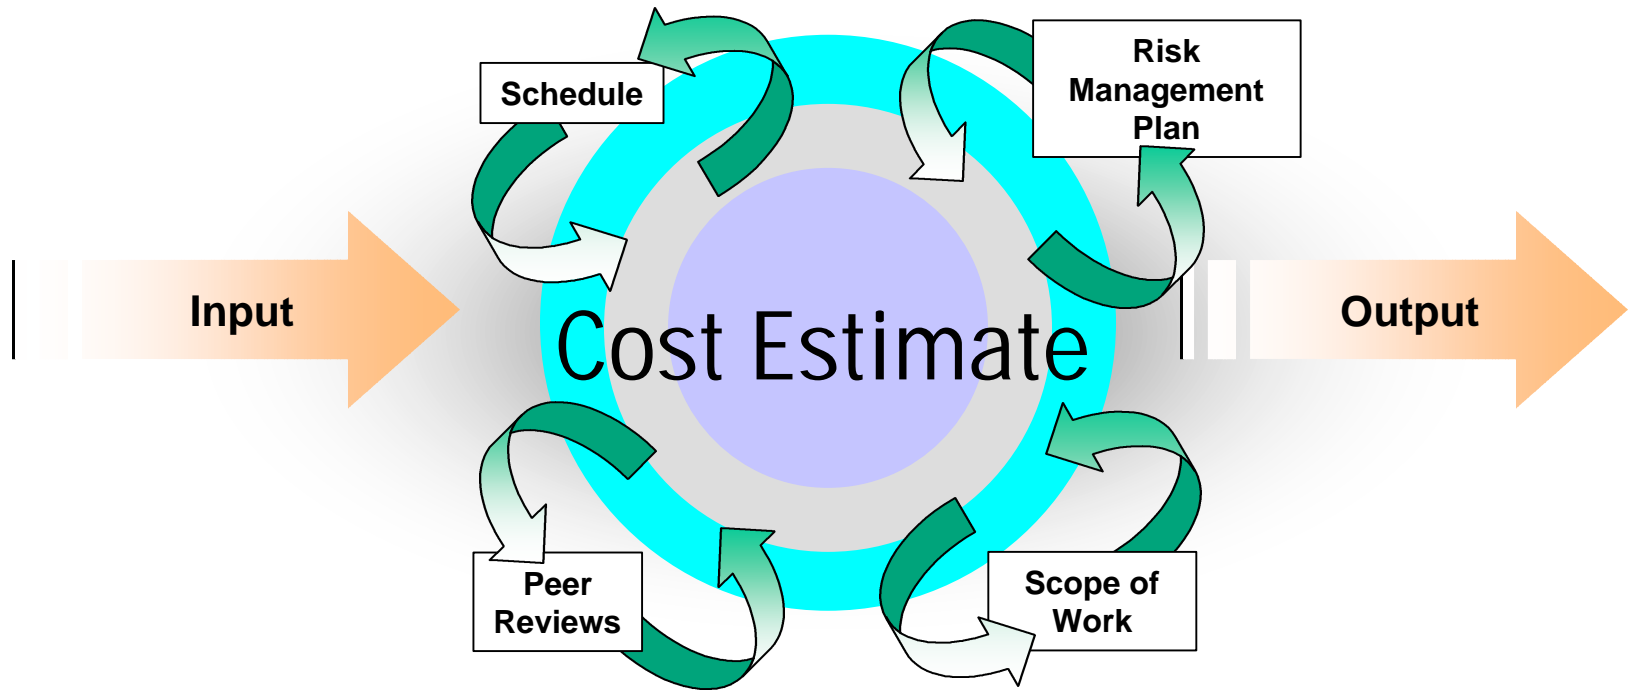 Schedule
Risk
Management
Plan
Input
Cost Estimate
Output
Peer
Reviews
Scope of
Work